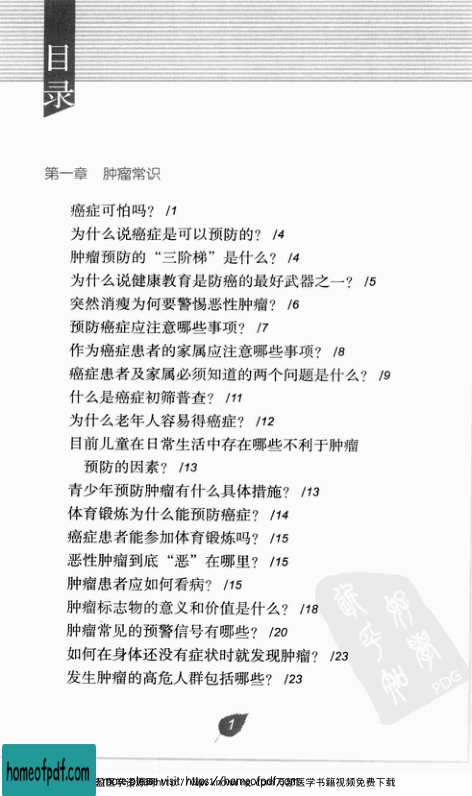 目录
第一章 肿瘤常识
癌症可怕吗？ /1
为什么说癌症是可以预防的？ /4
肿瘤预防的“三阶梯”是什么？ /4
为什么说健康教育是防癌的最好武器之一？ /5
突然消瘦为何要警惕恶性肿瘤？ /6
预防癌症应注意哪些事项？ /7
作为癌症患者的家属应注意哪些事项？ /8
癌症患者及家属必须知道的两个问题是什么？ /9
什么是癌症初筛普查？ /11
为什么老年人容易得癌症？ /12
目前儿童在日常生活中存在哪些不利于肿瘤
预防的因素？ /13
青少年预防肿瘤有什么具体措施？ /13
体育锻炼为什么能预防癌症？ /14
癌症患者能参加体育锻炼吗？ /15
恶性肿瘤到底“恶”在哪里？ /15
肿瘤患者应如何看病？ /15
肿瘤标志物的意义和价值是什么？ /18
肿瘤常见的预警信号有哪些？ /20
如何在身体还没有症状时就发现肿瘤？ /23
发生肿瘤的高危人群包括哪些？ /23
PDG
1
homeofpdf.com
医学书籍视频免费下载